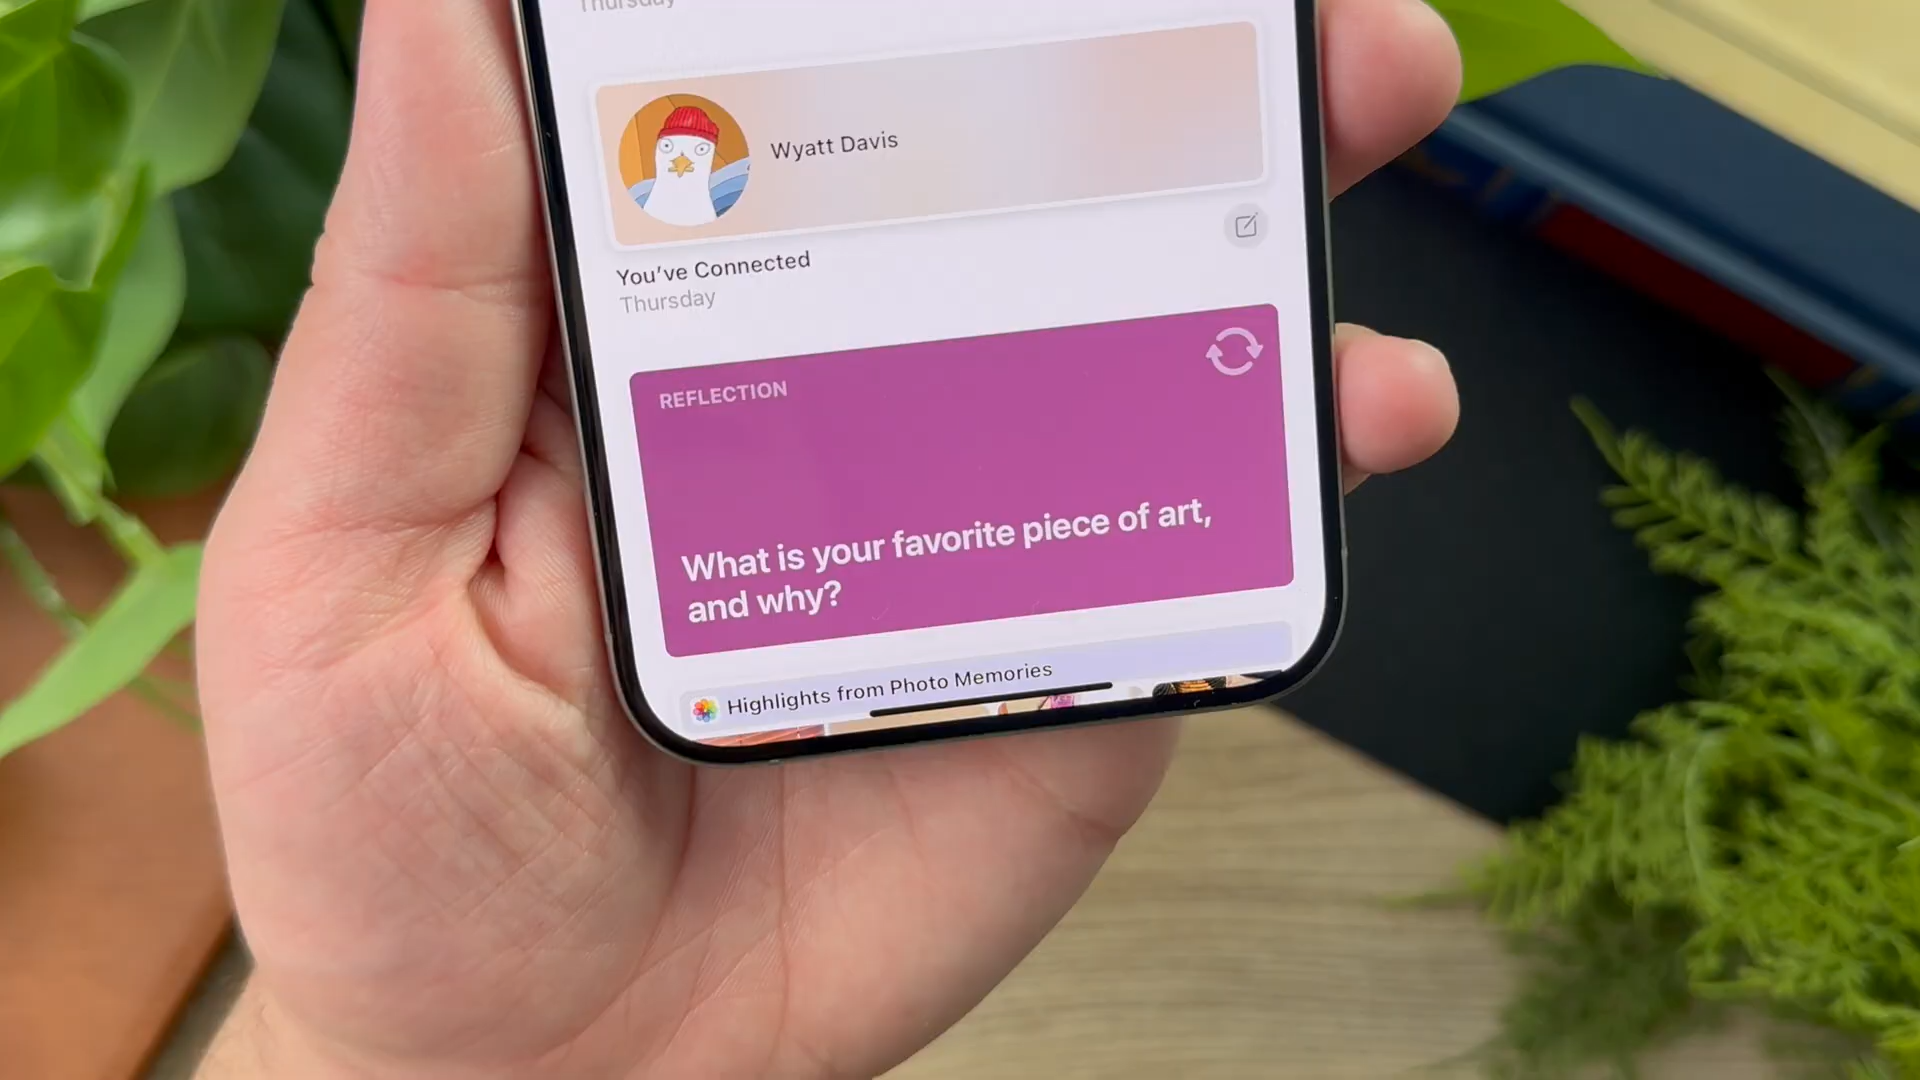 Thursday
Wyatt Davis
You've Connected
Thursday
REFLECTION
What is your favorite piece of art,
and why?
Highlights from Photo Memories